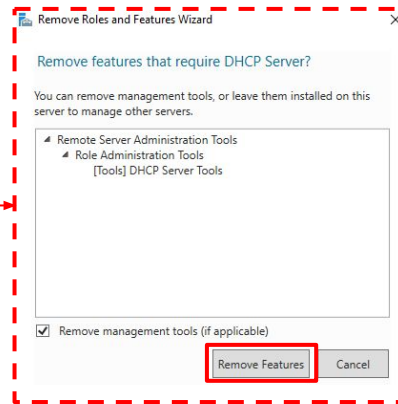 Remove Roles and Features Wizard
Remove features that require DHCP Server?
You can remove management tools, or leave them installed on this
server to manage other servers.
Remote Server Administration Tools
Role Administration Tools
[Tools] DHCP Server Tools
Remove management tools (if applicable)
Remove Features Cancel